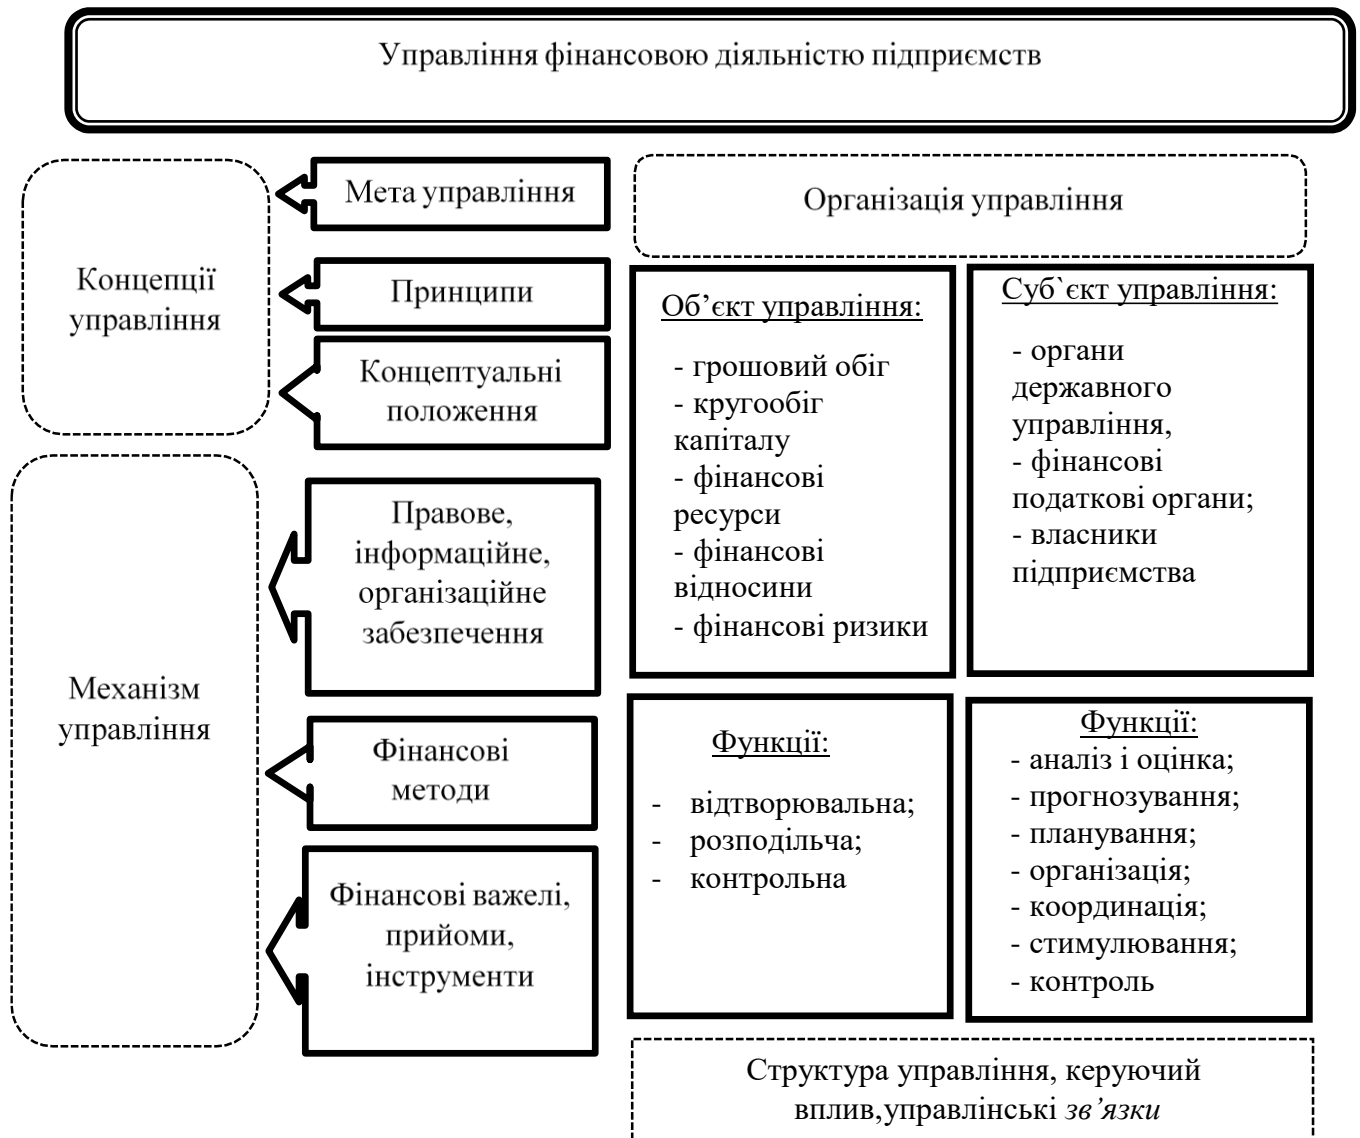 Управління фінансовою діяльністю підприємств
Концепції
управління
Мета управління
Принципи
Концептуальні
положення
Механізм
управління
Правове,
інформаційне,
організаційне
забезпечення
Фінансові
методи
Фінансові важелі,
прийоми,
інструменти
Організація управління
Об’єкт управління:
- грошовий обіг
- кругообіг
капіталу
- фінансові
ресурси
- фінансові
відносини
- фінансові ризики
Суб`єкт управління:
- органи
державного
управління,
- фінансові
податкові органи;
- власники
підприємства
Функції:
- відтворювальна;
- розподільча;
- контрольна
Функції:
- аналіз і оцінка;
- прогнозування;
- планування;
- організація;
- координація;
- стимулювання;
- контроль
Структура управління, керуючий
вплив,управлінські зв’язки